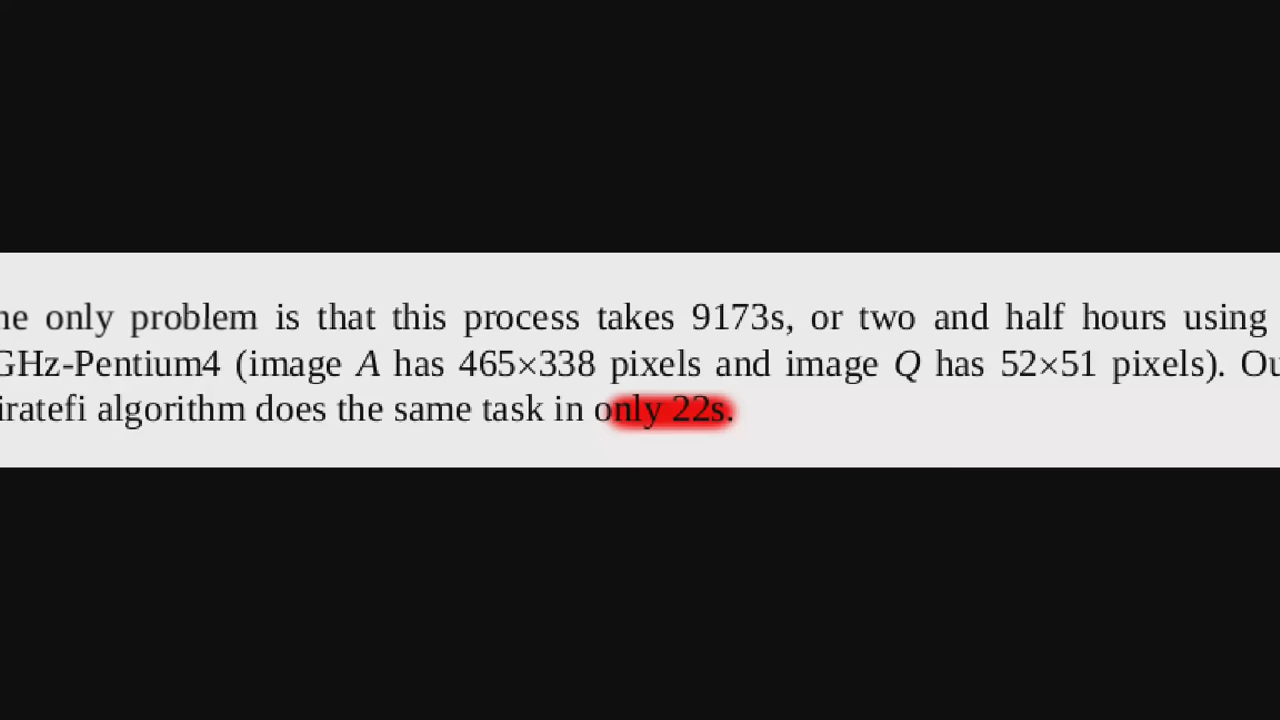 he only problem is that this process takes 9173s, or two and half hours using
GHz-Pentium4 (image A has 465×338 pixels and image Q has 52×51 pixels). Ou
iratefi algorithm does the same task in only 22s.